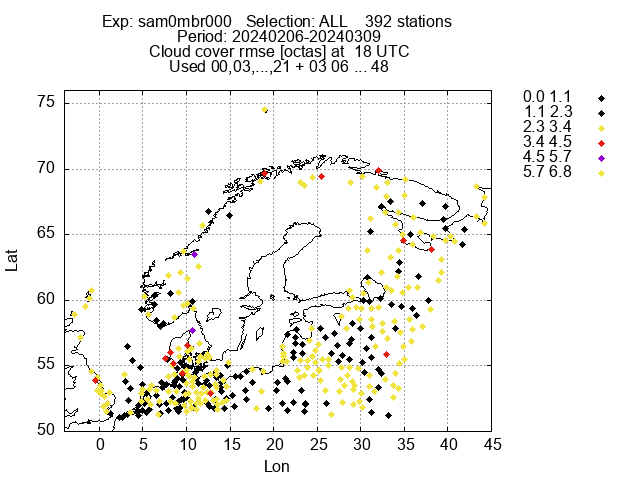 Exp: sam0mbr000   Selection: ALL    392 stations
Period: 20240206-20240309
Cloud cover rmse [octas] at  18 UTC
Used 00,03,...,21 + 03 06 ... 48
0.0 1.1
1.1 2.3
2.3 3.4
3.4 4.5
4.5 5.7
5.7 6.8
75
70
65
60
55
50
Lat
0 5 10 15 20 25 30 35 40 45
Lon